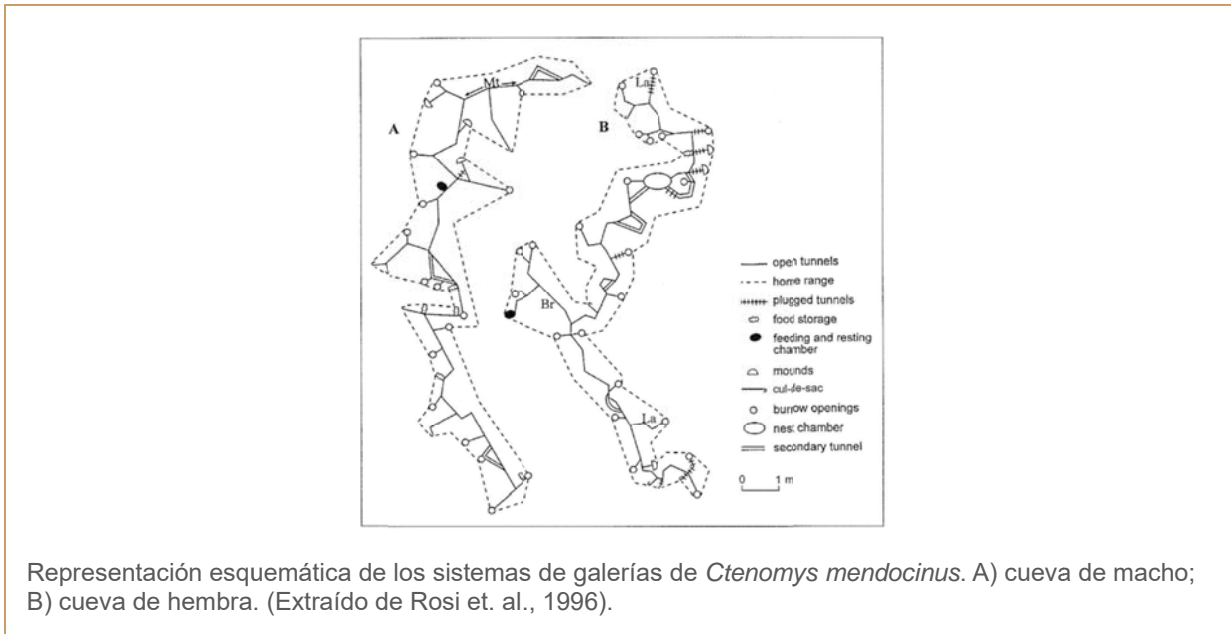 Mt
A
La
B
Br
La
open tunnels
home range
plugged tunnels
food storage
feeding and resting
chamber
mounds
cul-de-sac
burrow openings
nest chamber
secondary tunnel
0 1 m
Representación esquemática de los sistemas de galerías de Ctenomys mendocinus. A) cueva de macho;
B) cueva de hembra. (Extraído de Rosi et. al., 1996).